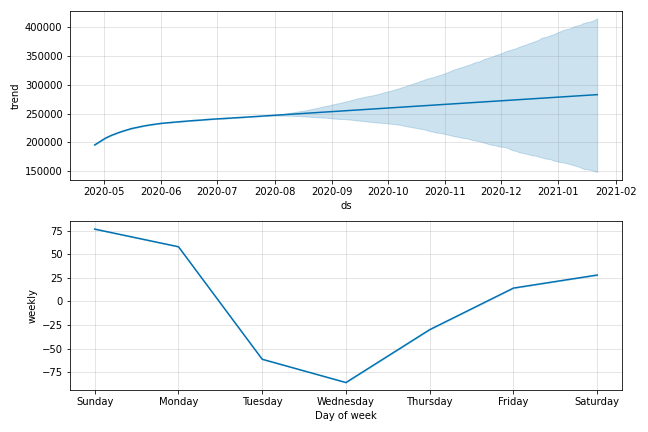 400000
350000
300000
250000
200000
150000
trend
2020-05 2020-06 2020-07 2020-08 2020-09 2020-10 2020-11 2020-12 2021-01 2021-02
ds
75
50
25
0
−25
−50
−75
weekly
Sunday Monday Tuesday Wednesday Thursday Friday Saturday
Day of week